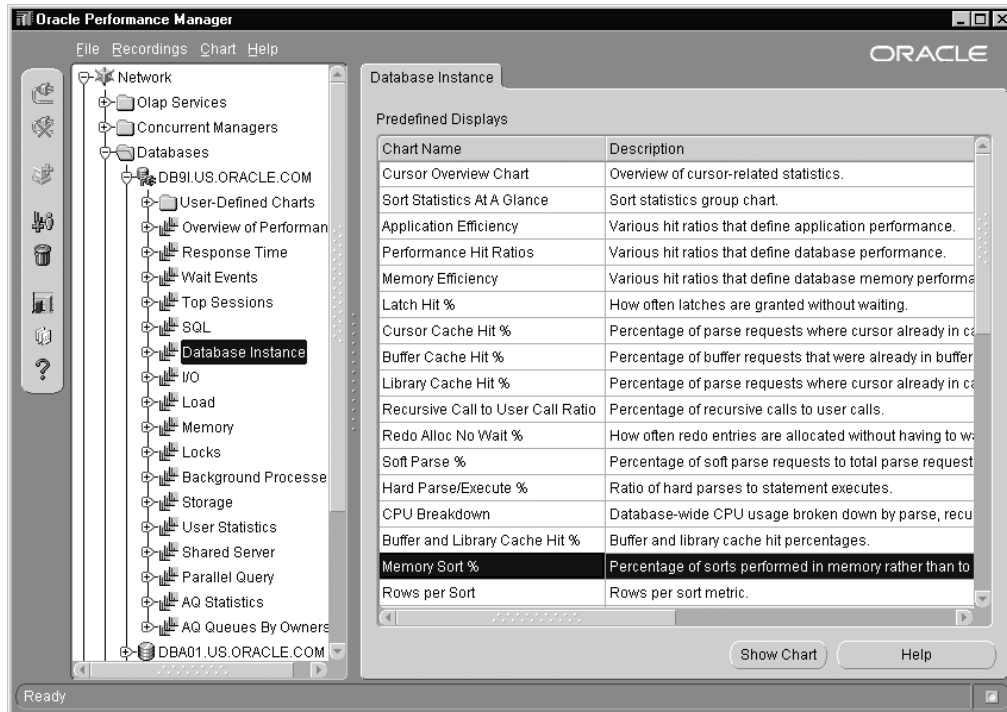 Oracle Performance Manager
File Recordings Chart Help
ORACLE
Network
Olap Services
Concurrent Managers
Databases
DB9I.US.ORACLE.COM
User-Defined Charts
Overview of Performan
Response Time
Wait Events
Top Sessions
SQL
Database Instance
I/O
Load
Memory
Locks
Background Processe
Storage
User Statistics
Shared Server
Parallel Query
AQ Statistics
AQ Queues By Owners
DBA01.US.ORACLE.COM
Database Instance
Predefined Displays
Chart Name Description
Cursor Overview Chart Overview of cursor-related statistics.
Sort Statistics At A Glance Sort statistics group chart.
Application Efficiency Various hit ratios that define application performance.
Performance Hit Ratios Various hit ratios that define database performance.
Memory Efficiency Various hit ratios that define database memory performa
Latch Hit % How often latches are granted without waiting.
Cursor Cache Hit % Percentage of parse requests where cursor already in ca
Buffer Cache Hit % Percentage of buffer requests that were already in buffer
Library Cache Hit % Percentage of parse requests where cursor already in ca
Recursive Call to User Call Ratio Percentage of recursive calls to user calls.
Redo Alloc No Wait % How often redo entries are allocated without having to wa
Soft Parse % Percentage of soft parse requests to total parse request
Hard Parse/Execute % Ratio of hard parses to statement executes.
CPU Breakdown Database-wide CPU usage broken down by parse, recu
Buffer and Library Cache Hit % Buffer and library cache hit percentages.
Memory Sort % Percentage of sorts performed in memory rather than to
Rows per Sort Rows per sort metric.
Show Chart Help
Ready